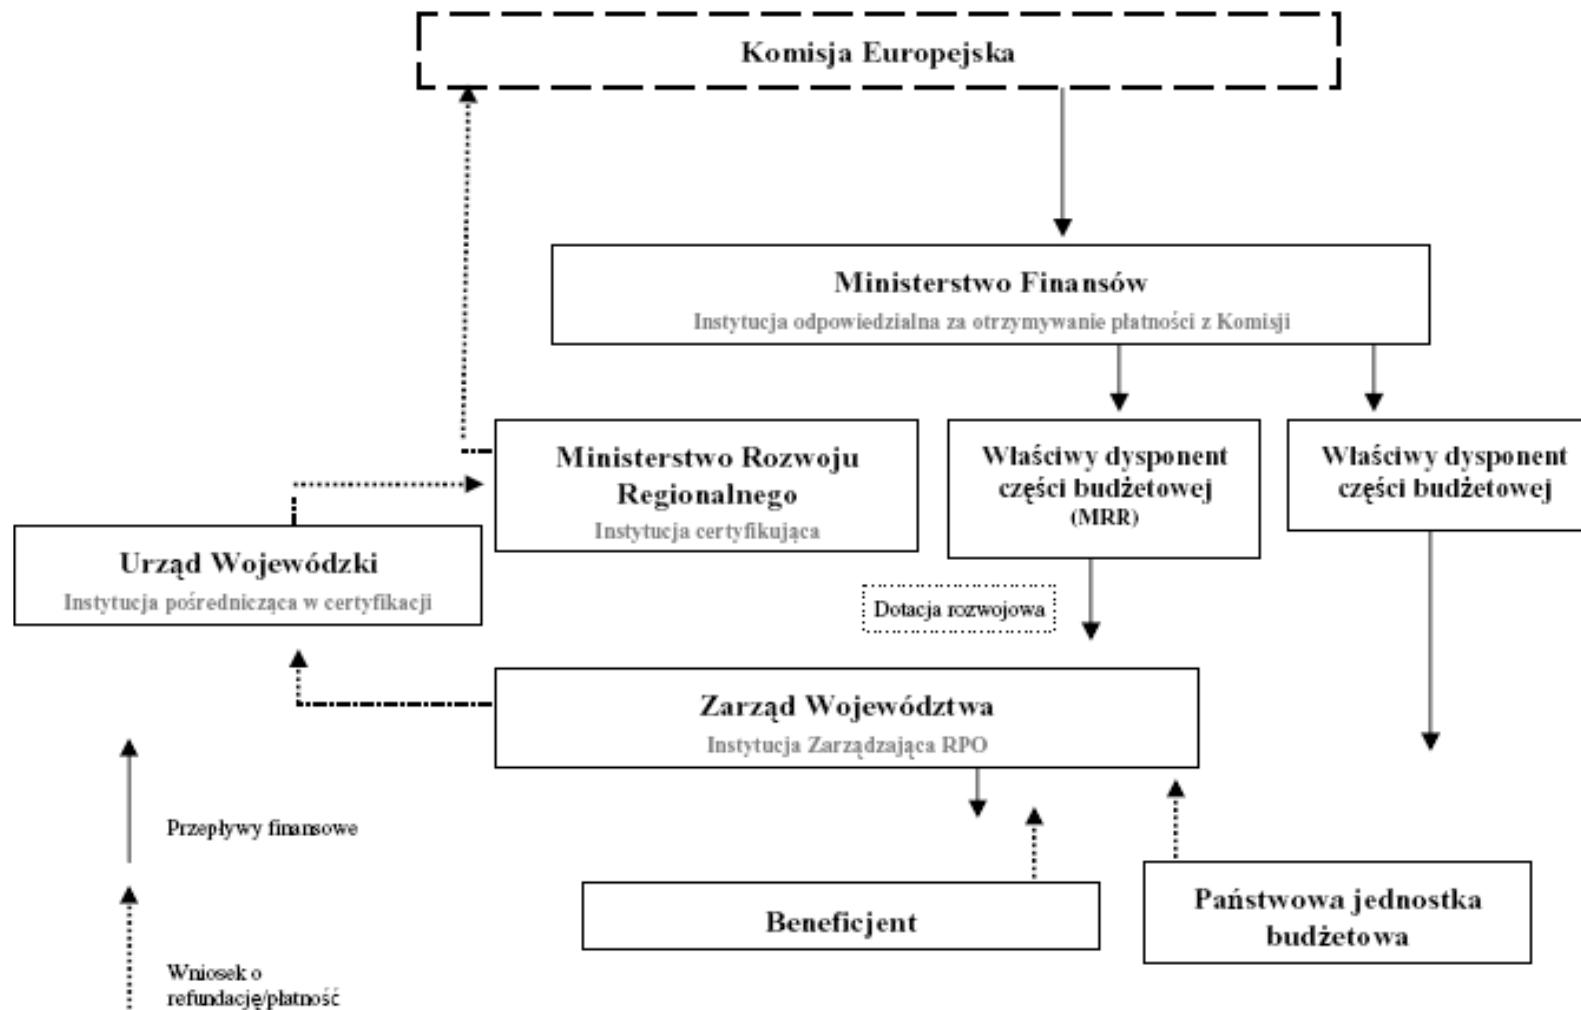 Komisja Europejska
Ministerstwo Finansów
Instytucja odpowiedzialna za otrzymywanie płatności z Komisji
Ministerstwo Rozwoju
Regionalnego
Instytucja certyfikująca
Właściwy dysponent
części budżetowej
(MRR)
Właściwy dysponent
części budżetowej
Urząd Wojewódzki
Instytucja pośrednicząca w certyfikacji
Dotacja rozwojowa
Zarząd Województwa
Instytucja Zarządzająca RPO
Przepływy finansowe
Beneficjent
Państwowa jednostka
budżetowa
Wniosek o
refundację/płatność